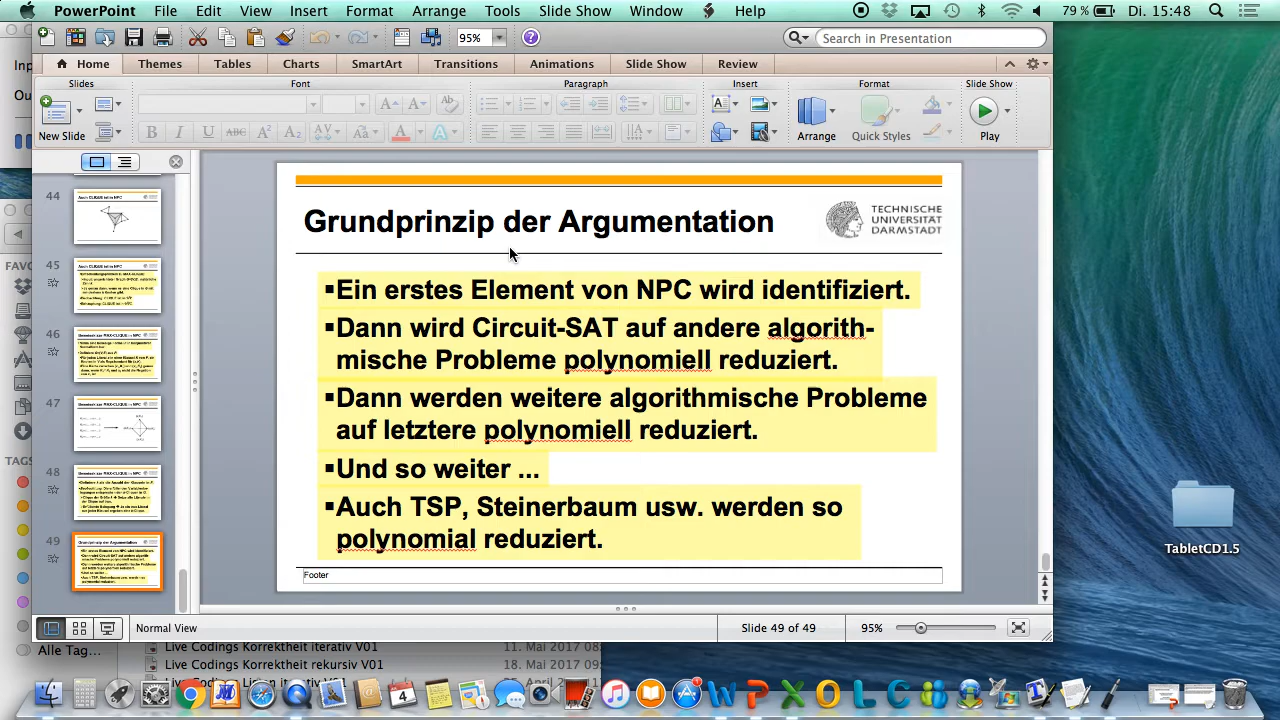 PowerPoint File Edit View Insert Format Arrange Tools Slide Show Window Help 79 % Di. 15:48
95% Search in Presentation
Home Themes Tables Charts SmartArt Transitions Animations Slide Show Review
Slides Font Paragraph Insert Format Slide Show
New Slide Arrange Quick Styles Play
44
45
46
47
48
49
Grundprinzip der Argumentation
TECHNISCHE
UNIVERSITÄT
DARMSTADT
▪Ein erstes Element von NPC wird identifiziert.
▪Dann wird Circuit-SAT auf andere algorith-
mische Probleme polynomiell reduziert.
▪Dann werden weitere algorithmische Probleme
auf letztere polynomiell reduziert.
▪Und so weiter ...
▪Auch TSP, Steinerbaum usw. werden so
polynomial reduziert.
Footer
TabletCD1.5
Normal View Slide 49 of 49 95%
Inp
Ou
FAVO
TAGS
Alle Tag...
Live Codings Korrektheit iterativ V01 11. Mai 2017 08:
Live Codings Korrektheit rekursiv V01 18. Mai 2017 09: